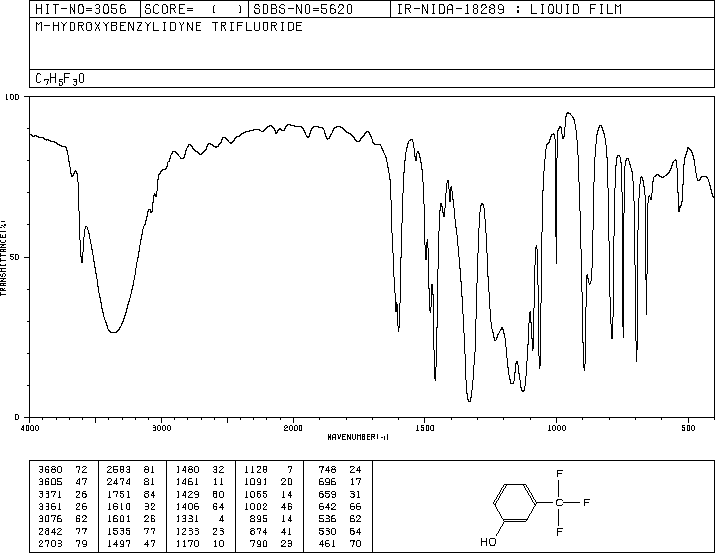 HIT-NO=3056 SCORE= ( ) SDBS-NO=5620 IR-NIDA-18289 : LIQUID FILM
M-HYDROXYBENZYLIDYNE TRIFLUORIDE
C7H5F3O
100
50
0
TRANSMITTANCE(%)
4000 3000 2000 1500 1000 500
WAVENUMBER(-1)
3680 72 2583 81 1480 32 1128 7 748 24
3605 47 2474 81 1461 11 1091 20 696 17
3371 26 1751 84 1429 60 1065 14 659 31
3361 26 1610 32 1406 64 1002 46 642 66
3076 62 1601 26 1331 4 895 14 536 62
2842 77 1535 77 1233 23 874 41 530 64
2703 79 1497 47 1170 10 790 23 461 70
F
F
F
HO